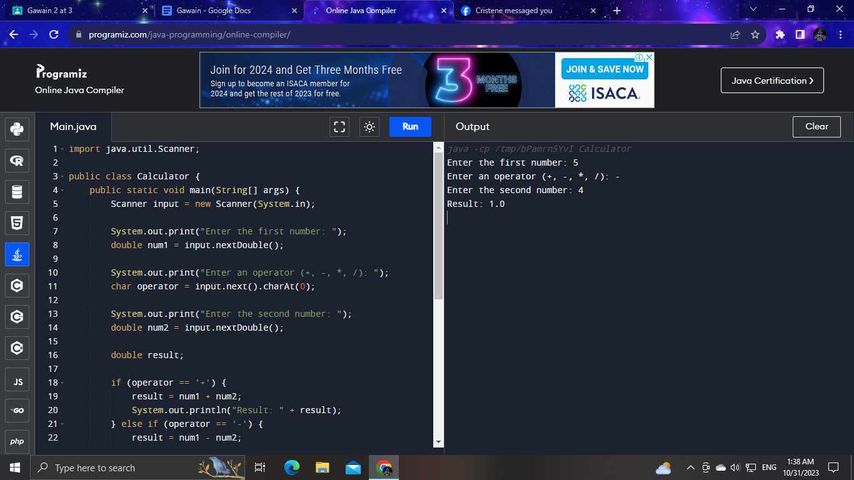 Gawain 2 at 3
Gawain - Google Docs
Online Java Compiler
Cristene messaged you
programiz.com/java-programming/online-compiler/
Programiz
Online Java Compiler
Join for 2024 and Get Three Months Free
Sign up to become an ISACA member for
2024 and get the rest of 2023 for free.
3 MONTHS FREE
JOIN & SAVE NOW
ISACA.
Java Certification >
Main.java
Run
Output
Clear
1 import java.util.Scanner;
2
3 public class Calculator {
4 public static void main(String[] args) {
5 Scanner input = new Scanner(System.in);
6
7 System.out.print("Enter the first number: ");
8 double num1 = input.nextDouble();
9
10 System.out.print("Enter an operator (+, -, *, /): ");
11 char operator = input.next().charAt(0);
12
13 System.out.print("Enter the second number: ");
14 double num2 = input.nextDouble();
15
16 double result;
17
18 if (operator == '+') {
19 result = num1 + num2;
20 System.out.println("Result: " + result);
21 } else if (operator == '-') {
22 result = num1 - num2;
java -cp /tmp/bPamrnSYvI Calculator
Enter the first number: 5
Enter an operator (+, -, *, /): -
Enter the second number: 4
Result: 1.0
JS
GO
php
Type here to search
ENG
1:38 AM
10/31/2023